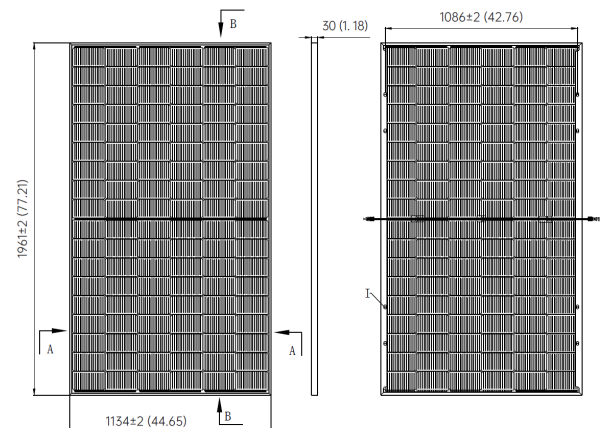 B
30 (1. 18)
1086±2 (42.76)
1961±2 (77.21)
I
A
A
B
1134±2 (44.65)